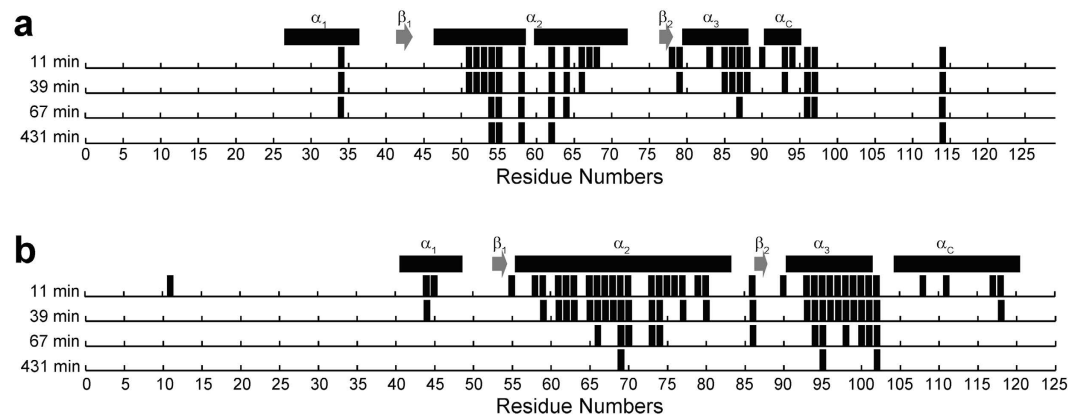 a
α1 β1 α2 β2 α3 αC
11 min
39 min
67 min
431 min
0 5 10 15 20 25 30 35 40 45 50 55 60 65 70 75 80 85 90 95 100 105 110 115 120 125
Residue Numbers
b
α1 β1 α2 β2 α3 αC
11 min
39 min
67 min
431 min
0 5 10 15 20 25 30 35 40 45 50 55 60 65 70 75 80 85 90 95 100 105 110 115 120 125
Residue Numbers